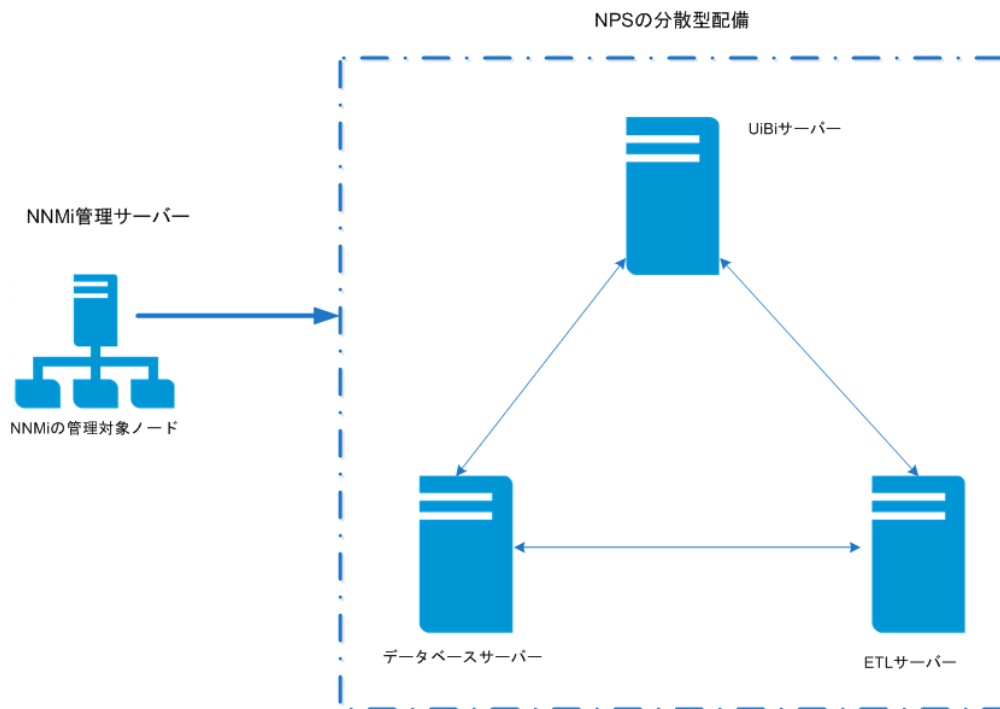 NPSの分散型配備
UiBiサーバー
NNMi管理サーバー
NNMiの管理対象ノード
データベースサーバー
ETLサーバー